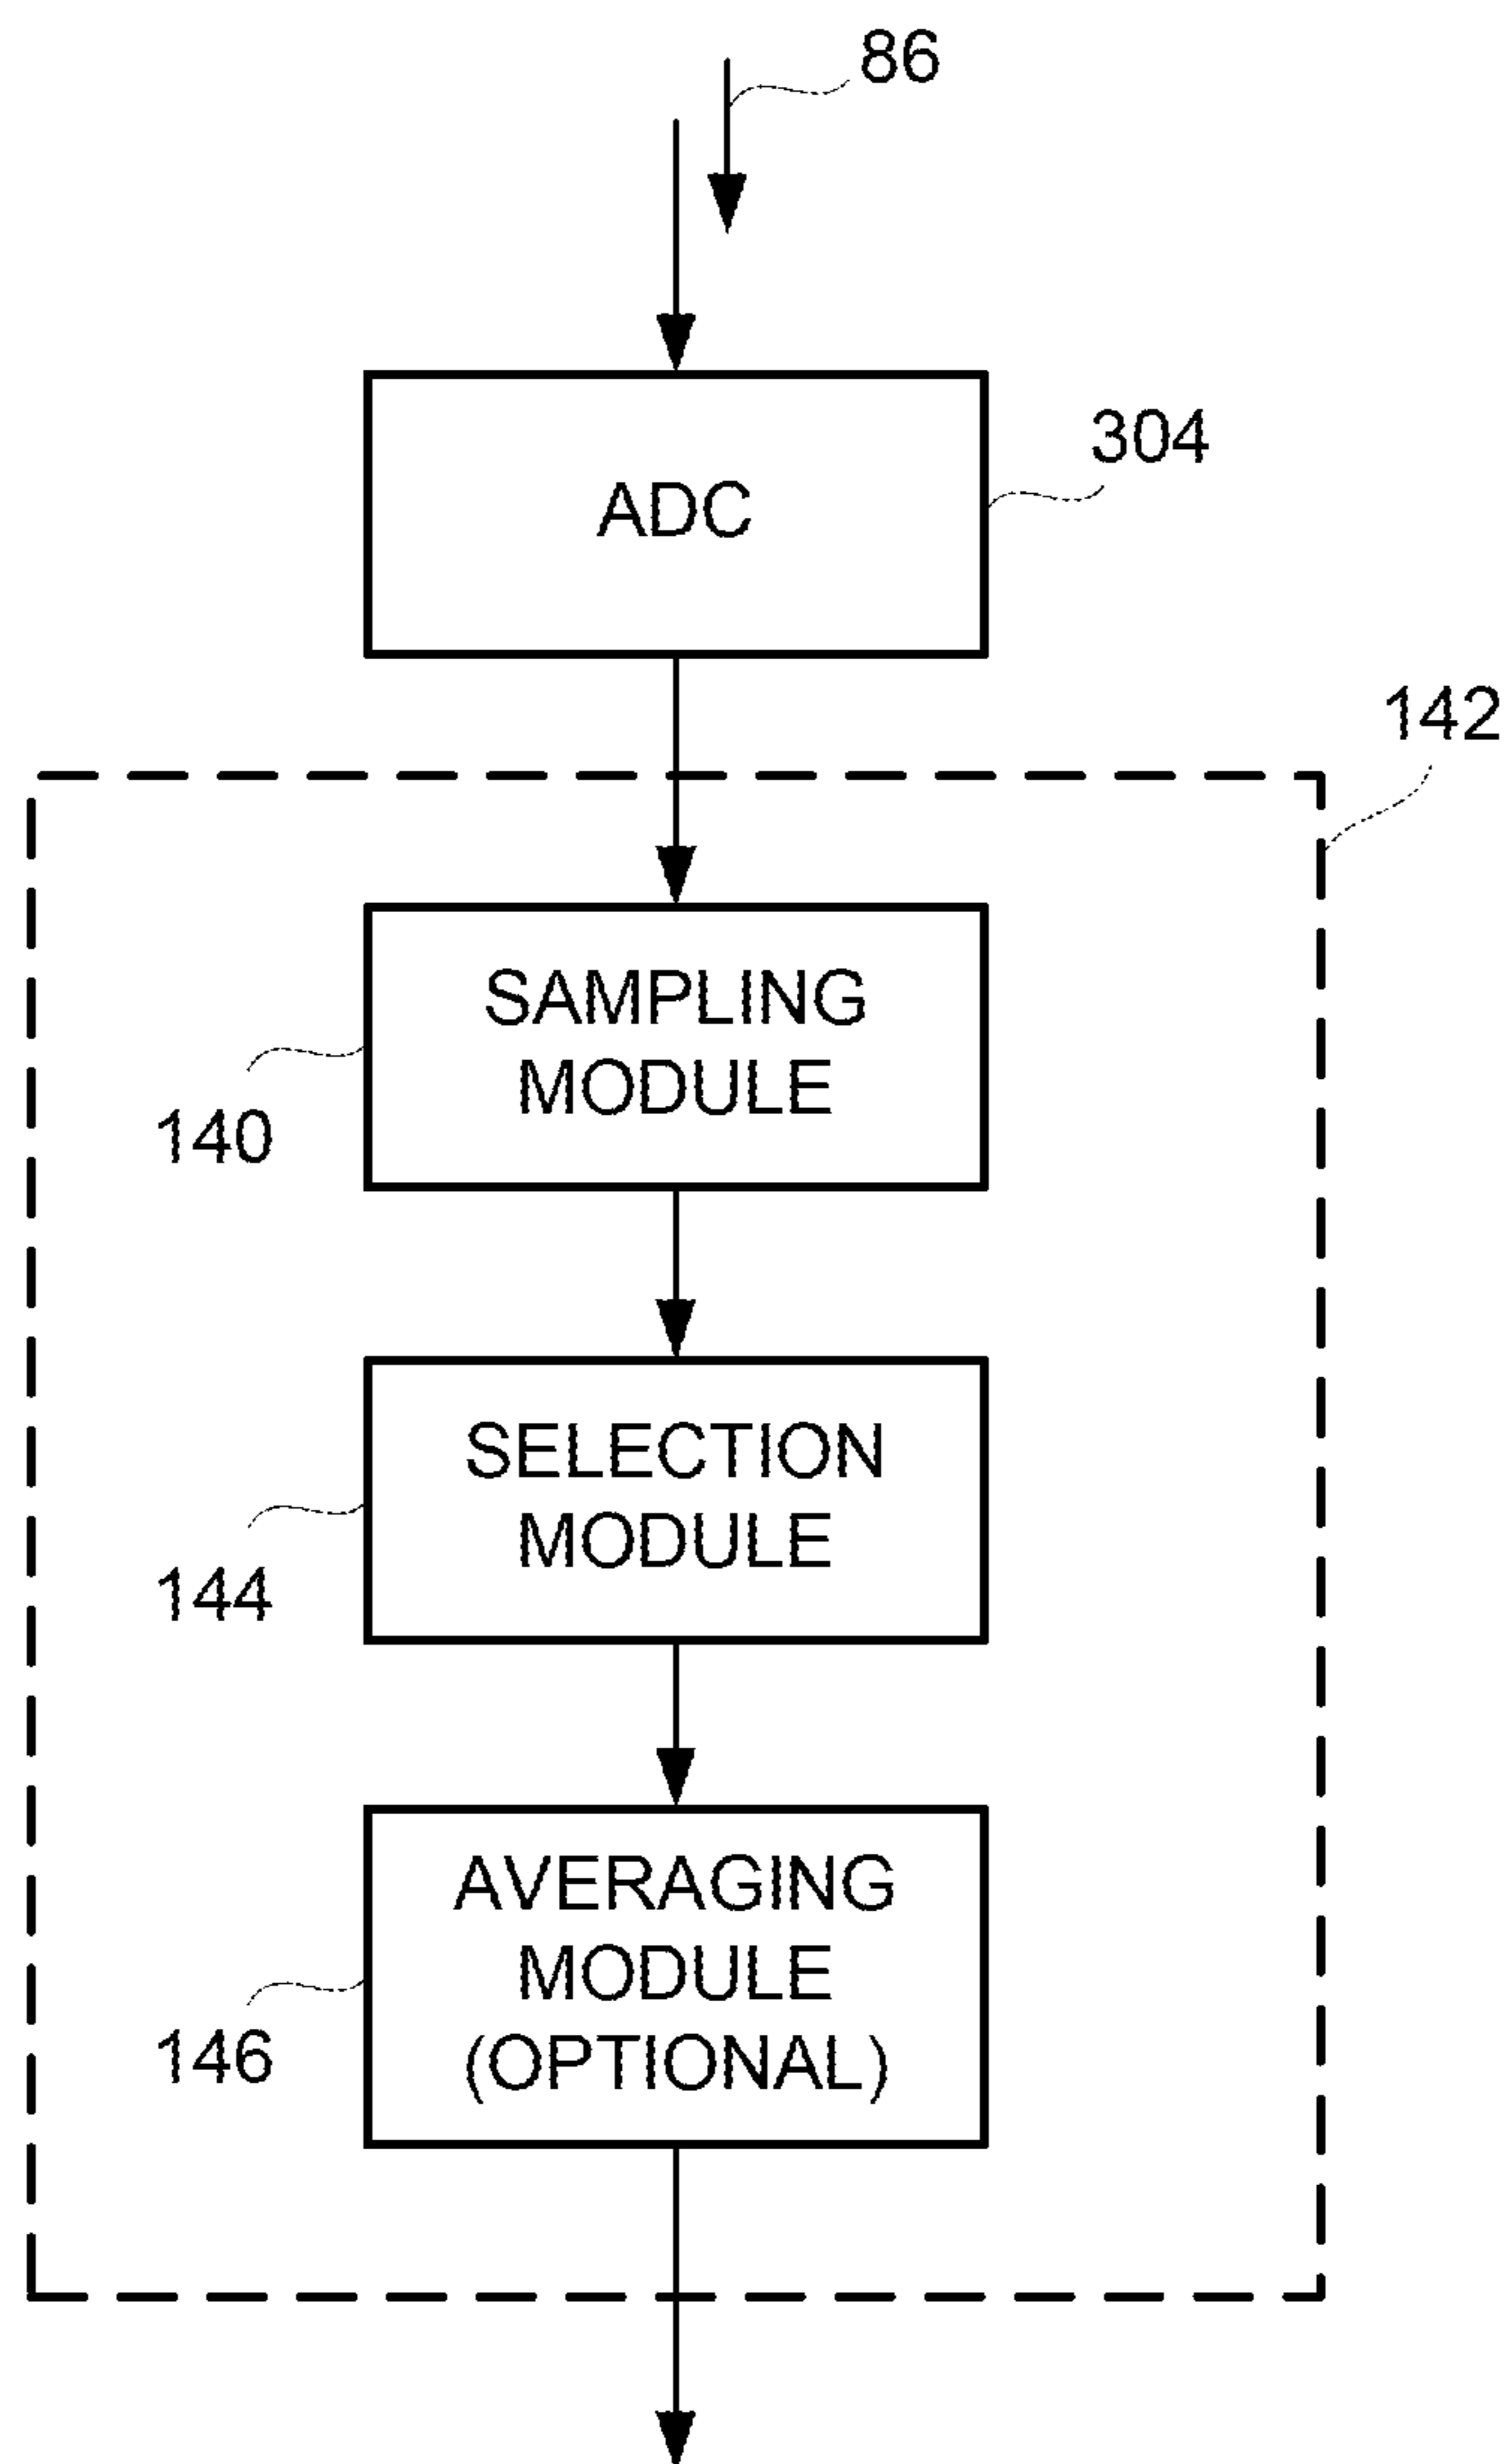 86
ADC
304
142
SAMPLING
MODULE
140
SELECTION
MODULE
144
AVERAGING
MODULE
(OPTIONAL)
146